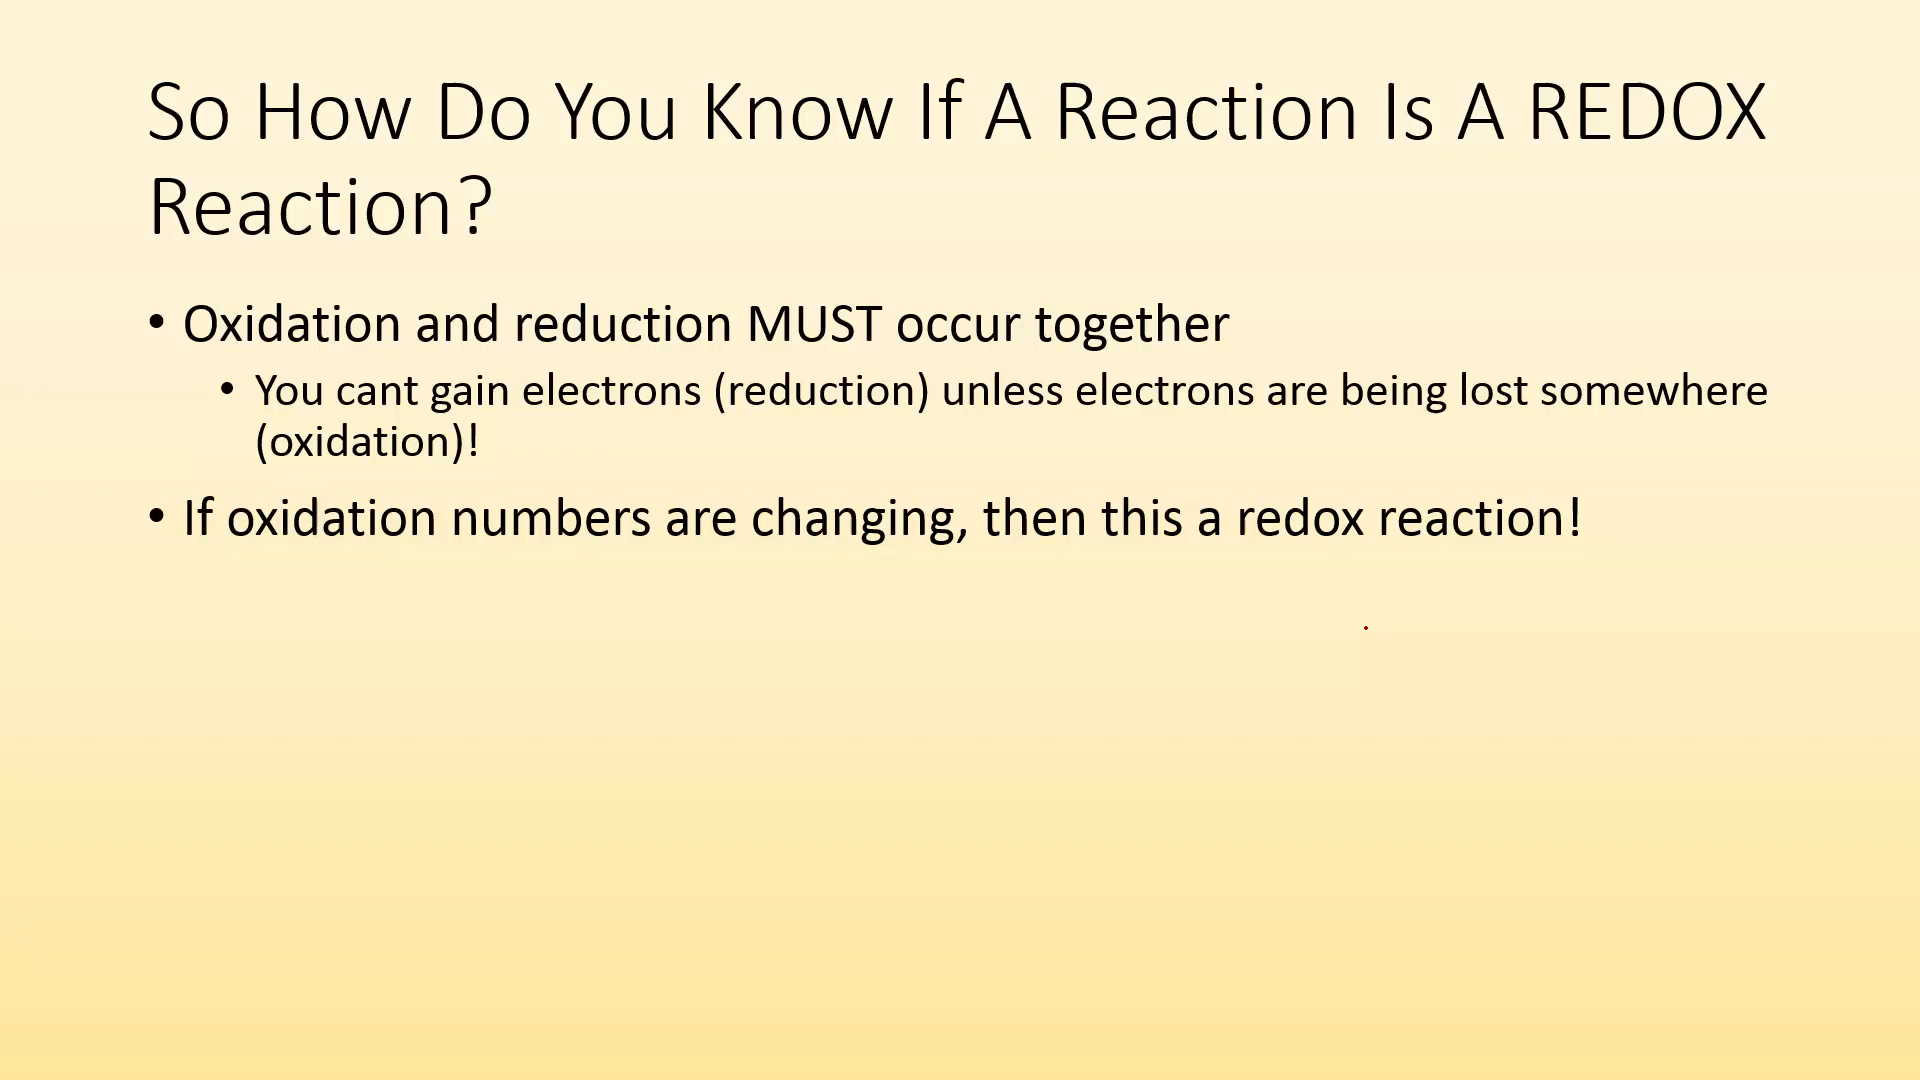 So How Do You Know If A Reaction Is A REDOX
Reaction?
• Oxidation and reduction MUST occur together
• You cant gain electrons (reduction) unless electrons are being lost somewhere
(oxidation)!
• If oxidation numbers are changing, then this a redox reaction!